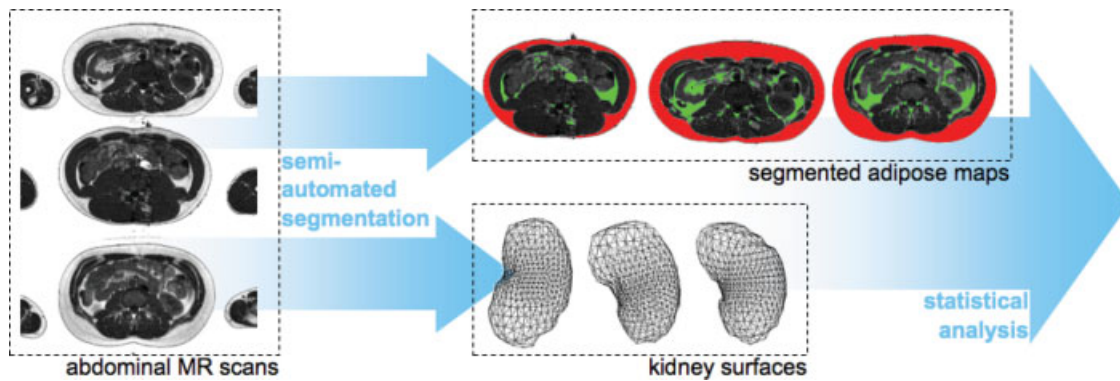 semi-
automated
segmentation
segmented adipose maps
statistical
analysis
abdominal MR scans
kidney surfaces